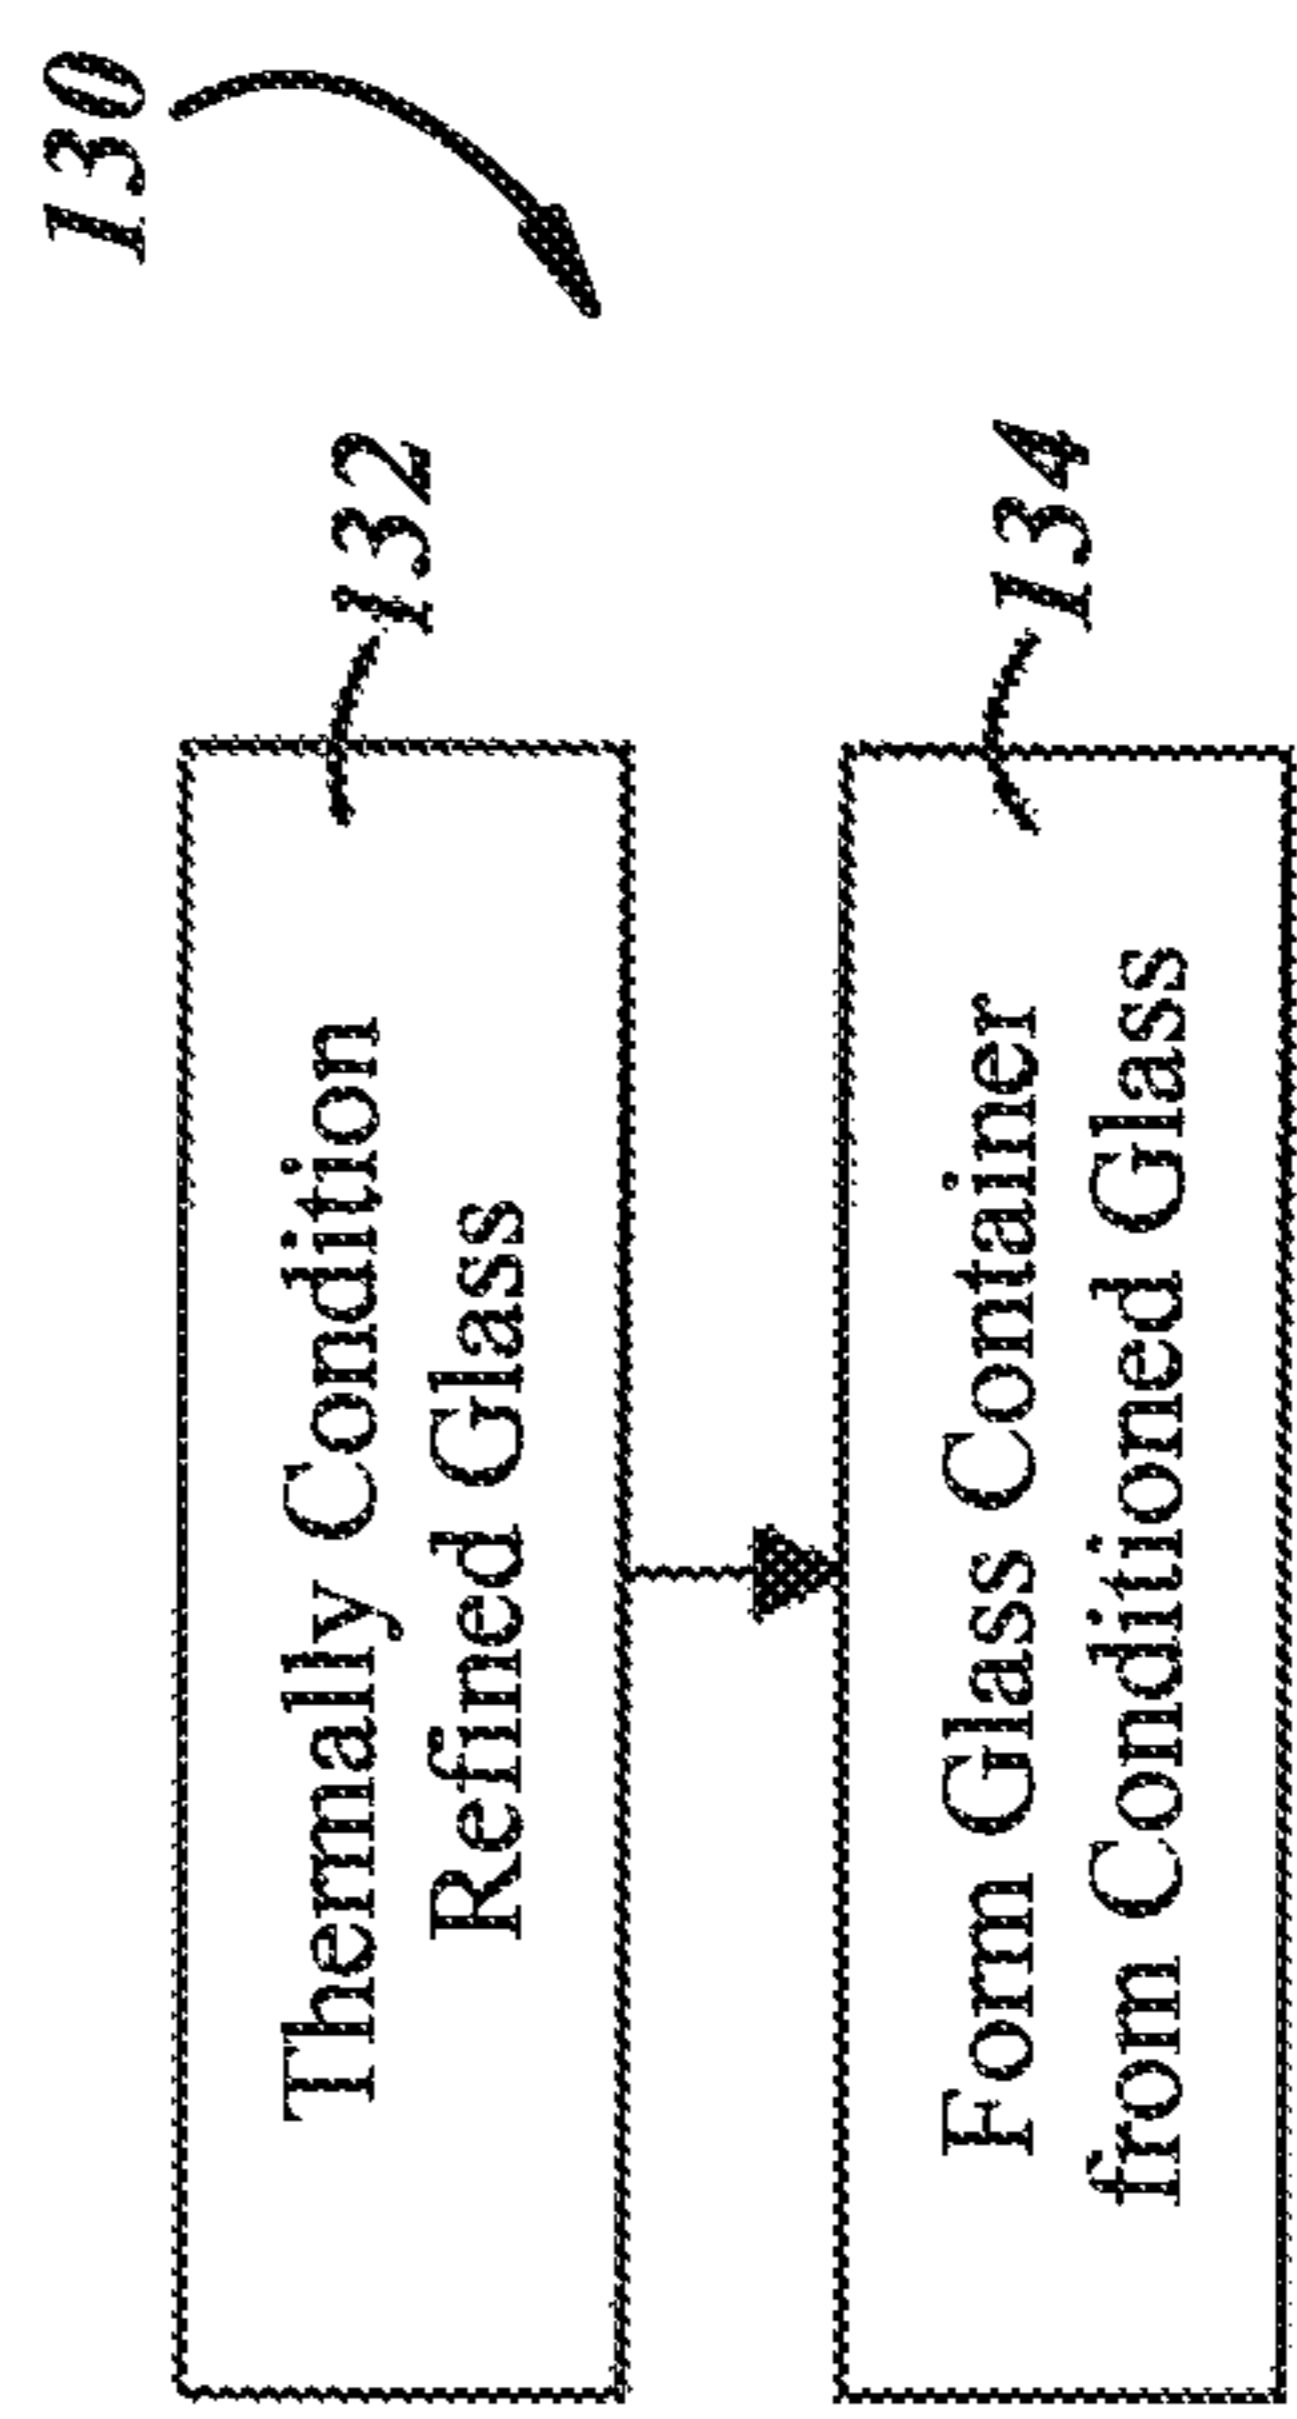 130
Thermally Condition
Refined Glass
132
Form Glass Container
from Conditioned Glass
134